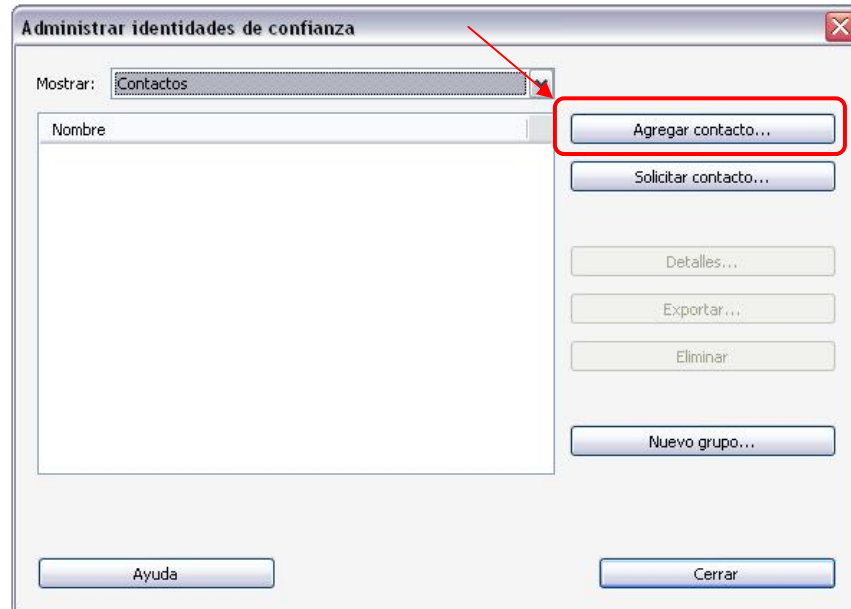 Administrar identidades de confianza
Mostrar: Contactos
Nombre
Agregar contacto...
Solicitar contacto...
Detalles...
Exportar...
Eliminar
Nuevo grupo...
Ayuda
Cerrar